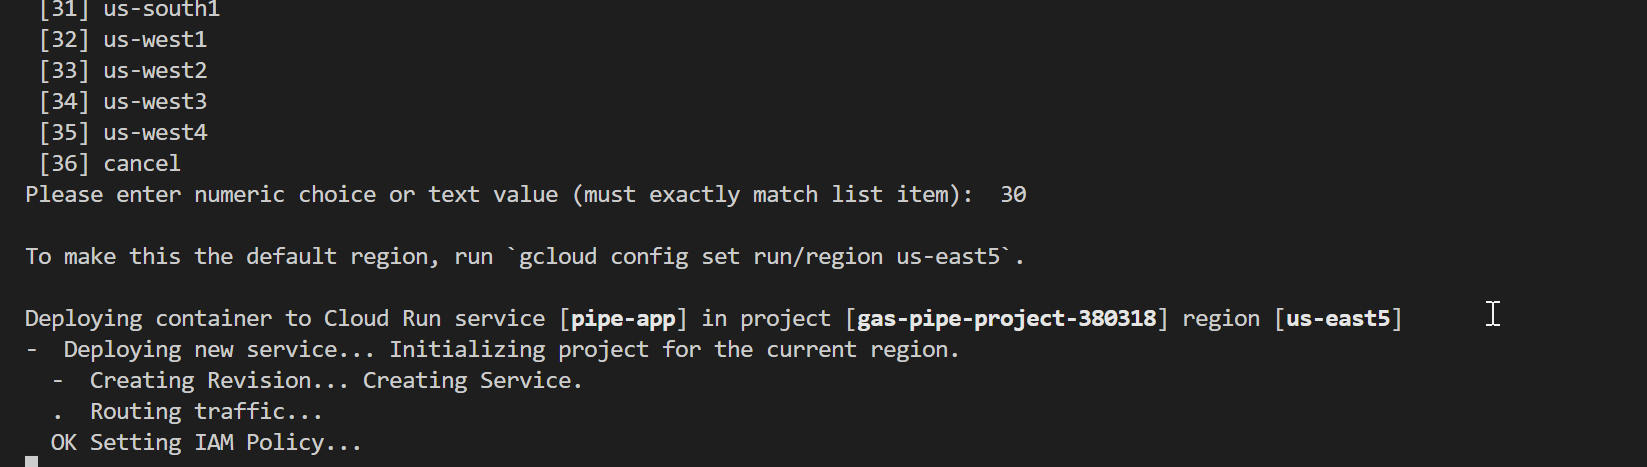 [31] us-south1
[32] us-west1
[33] us-west2
[34] us-west3
[35] us-west4
[36] cancel
Please enter numeric choice or text value (must exactly match list item):  30
To make this the default region, run `gcloud config set run/region us-east5`.
Deploying container to Cloud Run service [pipe-app] in project [gas-pipe-project-380318] region [us-east5]
-  Deploying new service... Initializing project for the current region.
-  Creating Revision... Creating Service.
.  Routing traffic...
OK Setting IAM Policy...